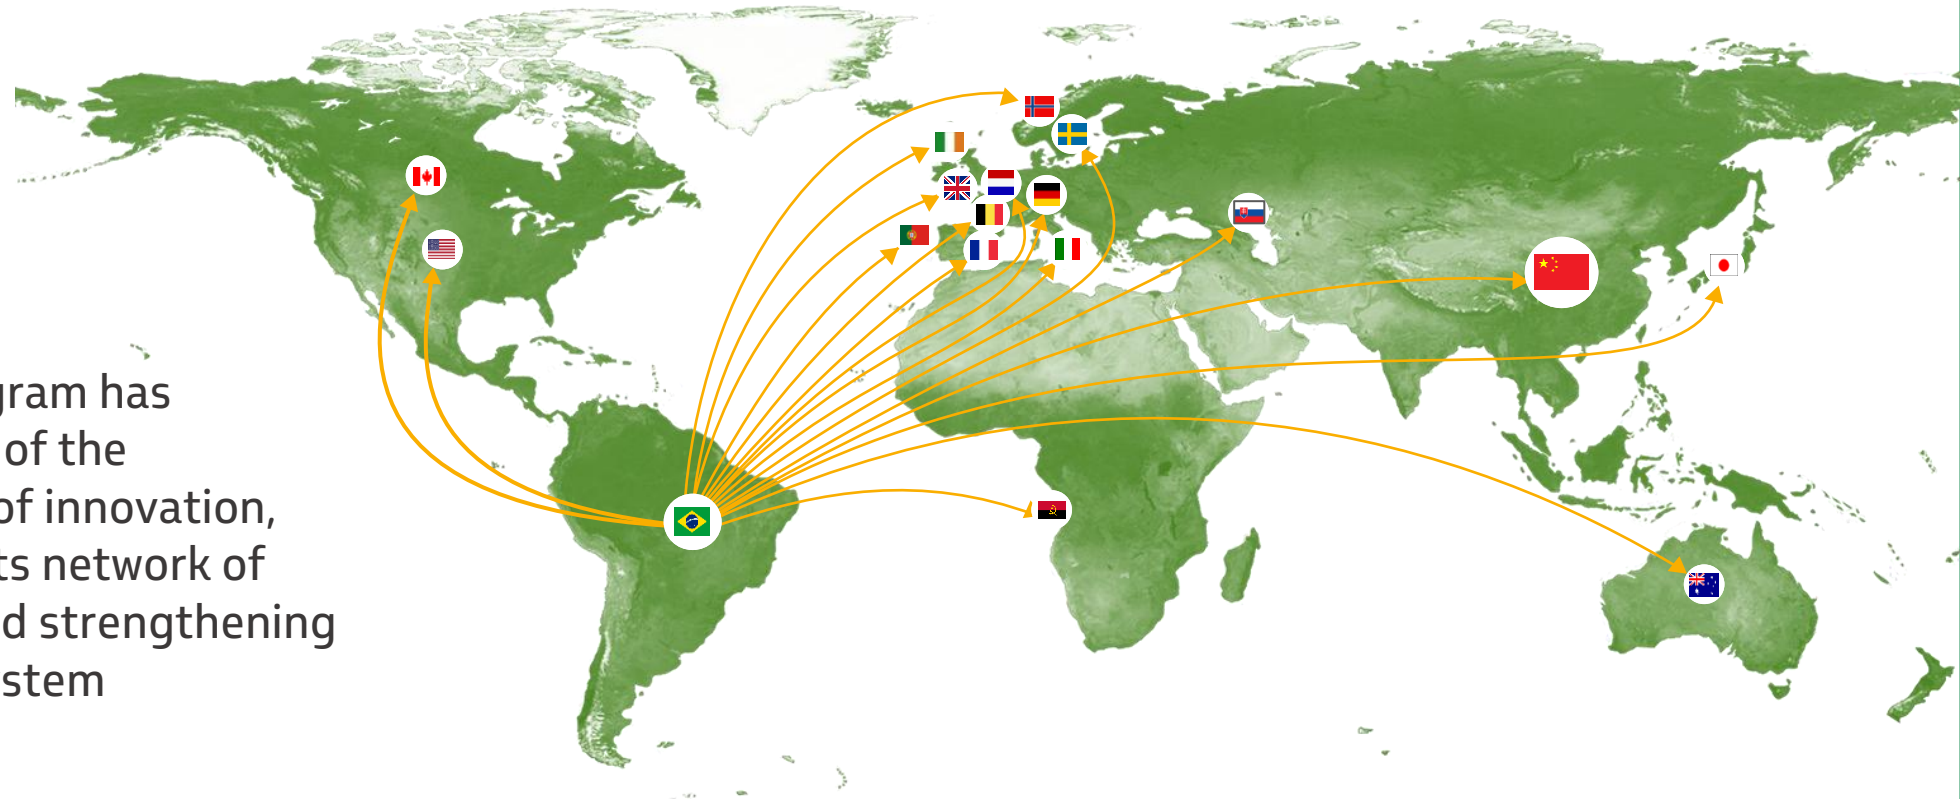 gram has
of the
of innovation,
ts network of
d strengthening
stem